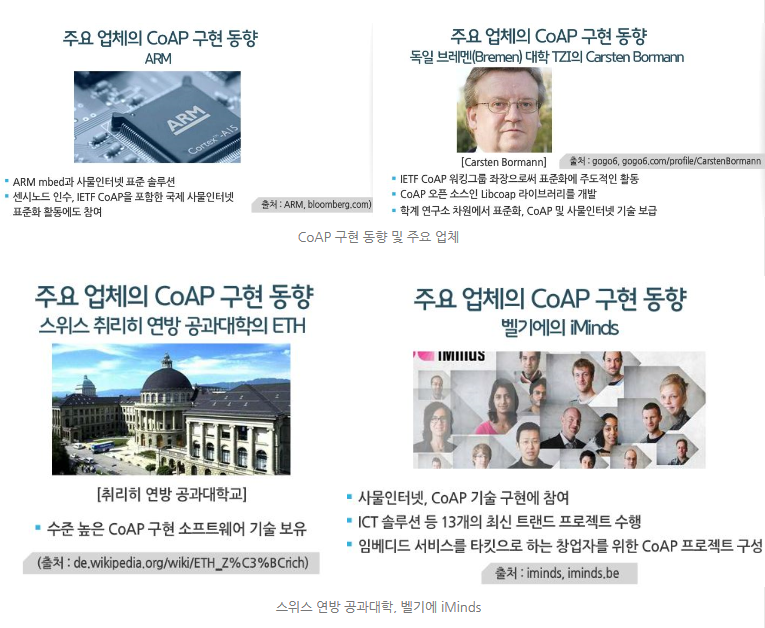 주요 업체의 CoAP 구현 동향
ARM
ARM
Cortex-A15
ARM mbed과 사물인터넷 표준 솔루션
센시노드 인수, IETF CoAP을 포함한 국제 사물인터넷
표준화 활동에도 참여
출처 : ARM, bloomberg.com)
주요 업체의 CoAP 구현 동향
독일 브레멘(Bremen) 대학 TZI의 Carsten Bormann
[Carsten Bormann]
출처 : gogo6, gogo6.com/profile/CarstenBormann
IETF CoAP 워킹그룹 좌장으로써 표준화에 주도적인 활동
CoAP 오픈 소스인 Libcoap 라이브러리를 개발
학계 연구소 차원에서 표준화, CoAP 및 사물인터넷 기술 보급
CoAP 구현 동향 및 주요 업체
주요 업체의 CoAP 구현 동향
스위스 취리히 연방 공과대학의 ETH
[취리히 연방 공과대학교]
수준 높은 CoAP 구현 소프트웨어 기술 보유
(출처 : de.wikipedia.org/wiki/ETH_Z%C3%BCrich)
주요 업체의 CoAP 구현 동향
벨기에의 iMinds
iMinds
사물인터넷, CoAP 기술 구현에 참여
ICT 솔루션 등 13개의 최신 트랜드 프로젝트 수행
임베디드 서비스를 타킷으로 하는 창업자를 위한 CoAP 프로젝트 구성
출처 : iminds, iminds.be
스위스 연방 공과대학. 벨기에 iMinds